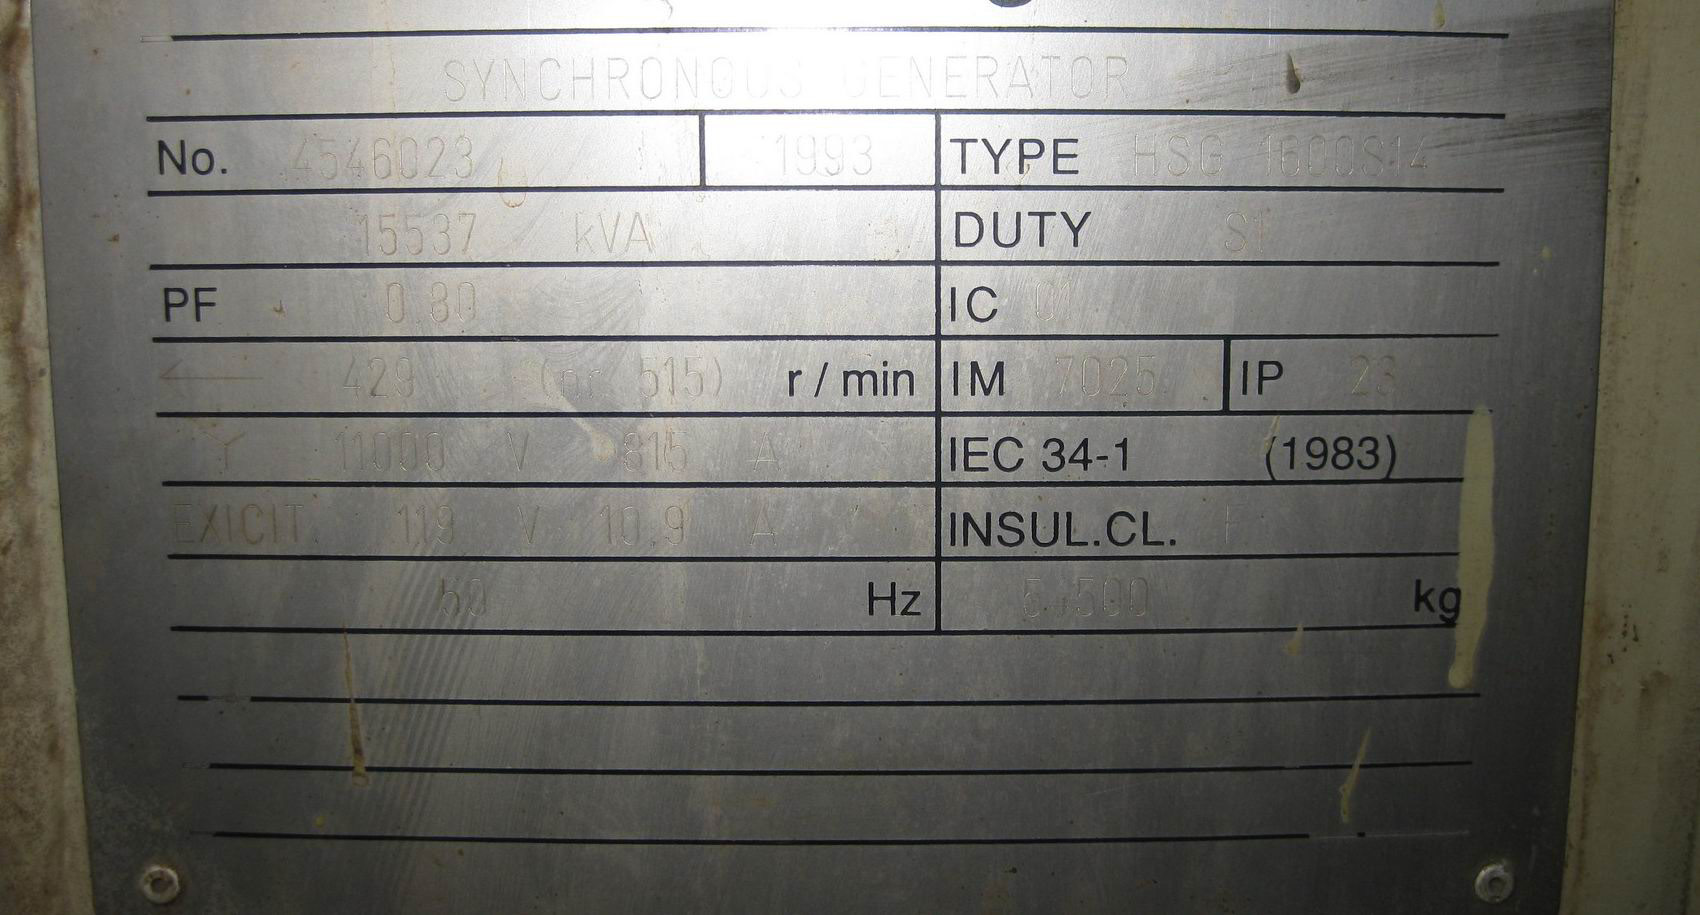 SYNCHRONOUS GENERATOR
No. 4546023 1993 TYPE HSG 1600S14
15537 kVA DUTY S1
PF 0.80 IC 01
← 429 (or 515) r/min IM 7025 IP 23
Y 11000 V 815 A IEC 34-1 (1983)
EXICIT. 119 V 10.9 A INSUL.CL. F
50 Hz kg